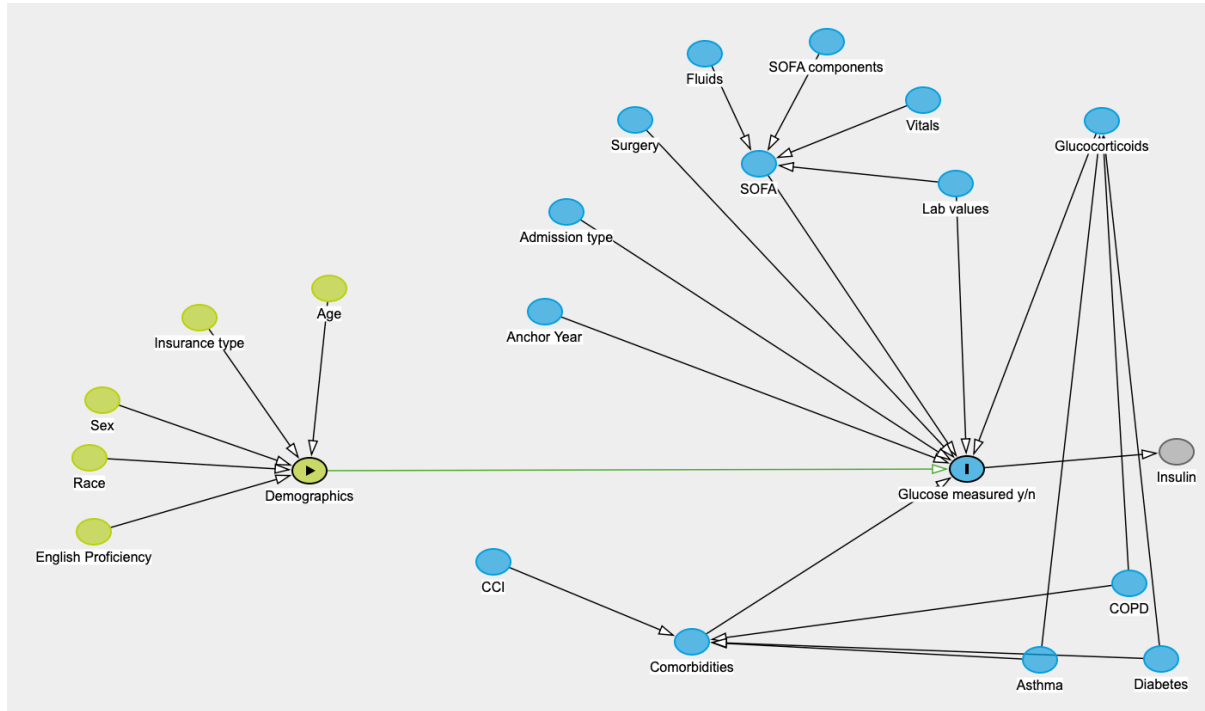 SOFA components
Fluids
Vitals
Surgery
Glucocorticoids
SOFA
Lab values
Admission type
Age
Anchor Year
Insurance type
Sex
Race
Demographics
Glucose measured y/n
Insulin
English Proficiency
CCI
COPD
Comorbidities
Asthma
Diabetes